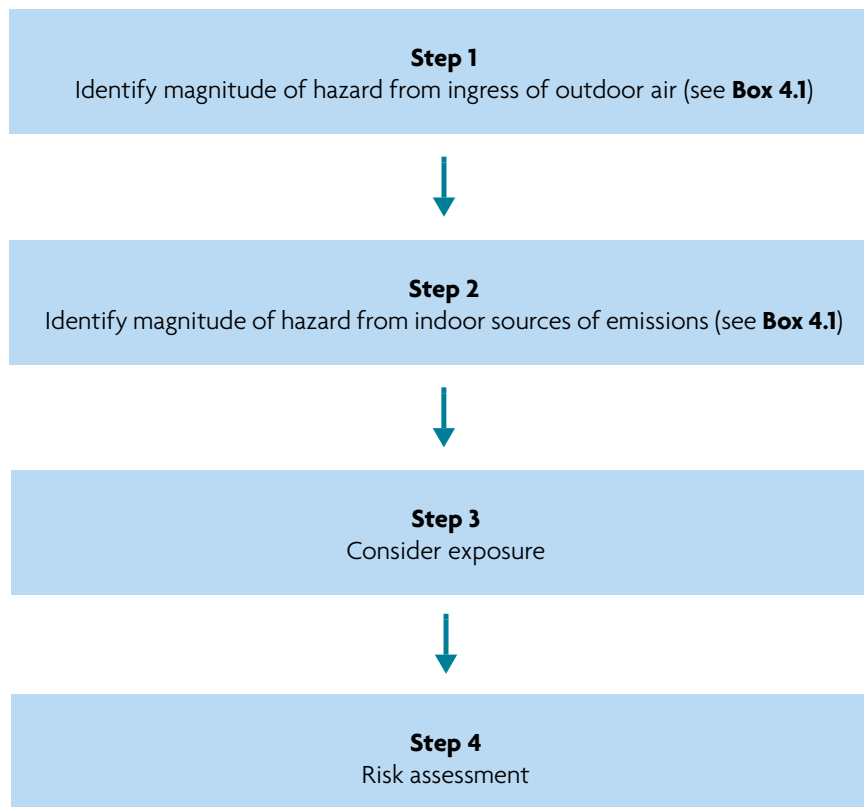 Step 1
Identify magnitude of hazard from ingress of outdoor air (see Box 4.1)
Step 2
Identify magnitude of hazard from indoor sources of emissions (see Box 4.1)
Step 3
Consider exposure
Step 4
Risk assessment